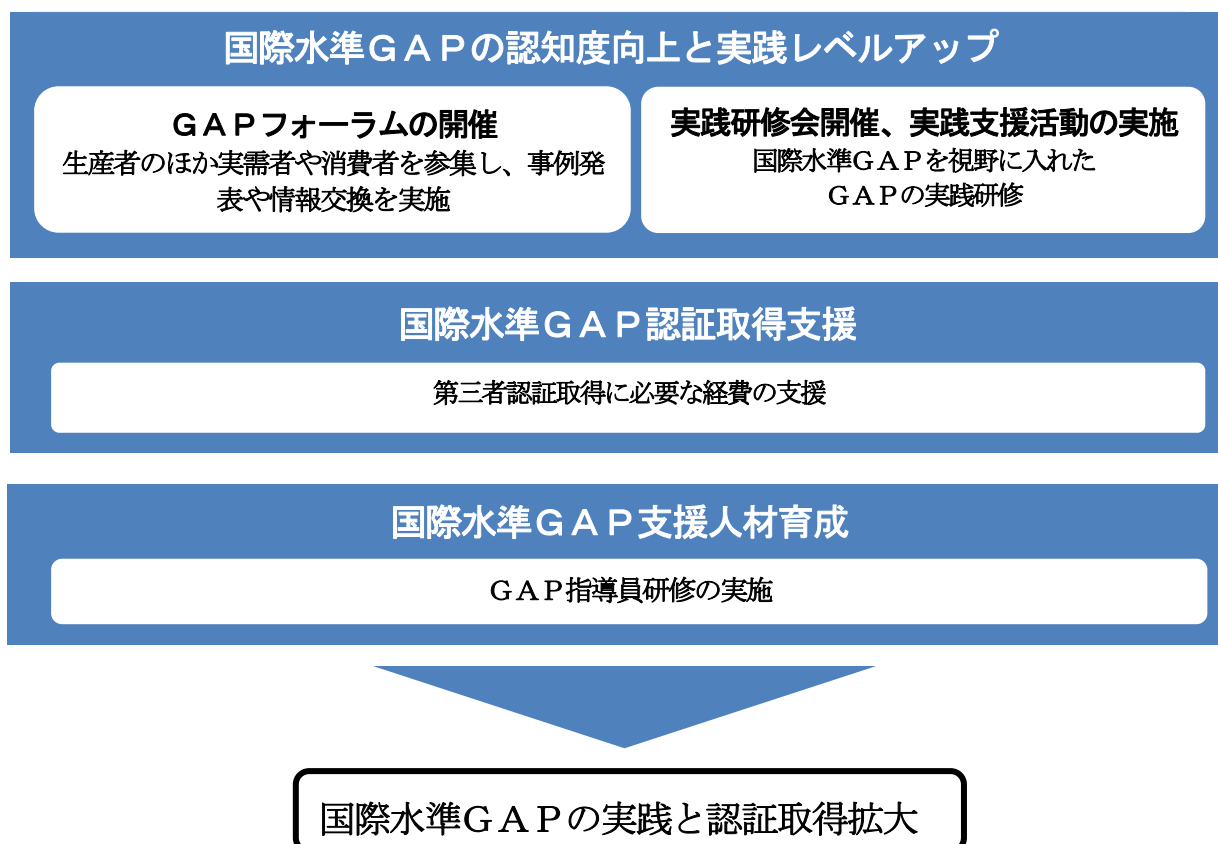 国際水準ＧＡＰの認知度向上と実践レベルアップ
ＧＡＰフォーラムの開催
生産者のほか実需者や消費者を参集し、事例発
表や情報交換を実施
実践研修会開催、実践支援活動の実施
国際水準ＧＡＰを視野に入れた
ＧＡＰの実践研修
国際水準ＧＡＰ認証取得支援
第三者認証取得に必要な経費の支援
国際水準ＧＡＰ支援人材育成
ＧＡＰ指導員研修の実施
国際水準ＧＡＰの実践と認証取得拡大